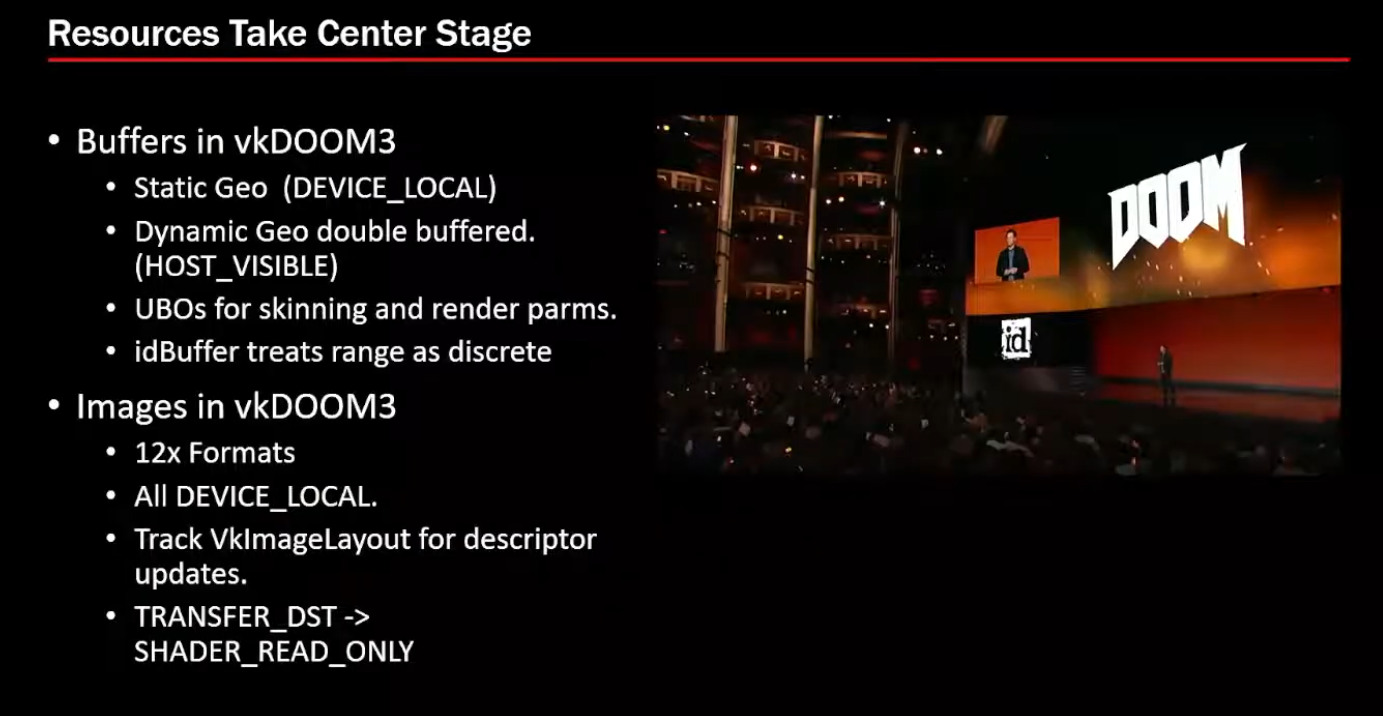 Resources Take Center Stage
• Buffers in vkDOOM3
• Static Geo (DEVICE_LOCAL)
• Dynamic Geo double buffered.
(HOST_VISIBLE)
• UBOs for skinning and render parms.
• idBuffer treats range as discrete
• Images in vkDOOM3
• 12x Formats
• All DEVICE_LOCAL.
• Track VkImageLayout for descriptor
updates.
• TRANSFER_DST ->
SHADER_READ_ONLY
DOOM
id